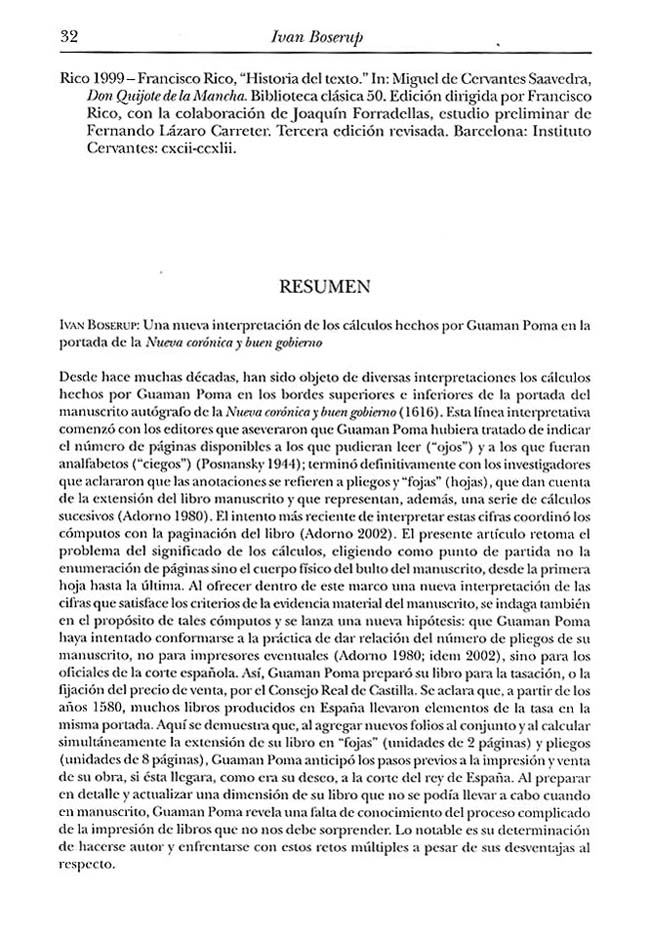 32 Ivan Boserup
Rico 1999 – Francisco Rico, “Historia del texto.” In: Miguel de Cervantes Saavedra,
Don Quijote de la Mancha. Biblioteca clásica 50. Edición dirigida por Francisco
Rico, con la colaboración de Joaquín Forradellas, estudio preliminar de
Fernando Lázaro Carreter. Tercera edición revisada. Barcelona: Instituto
Cervantes: cxcii-ccxlii.
RESUMEN
IVAN BOSERUP: Una nueva interpretación de los cálculos hechos por Guaman Poma en la
portada de la Nueva corónica y buen gobierno
Desde hace muchas décadas, han sido objeto de diversas interpretaciones los cálculos
hechos por Guaman Poma en los bordes superiores e inferiores de la portada del
manuscrito autógrafo de la Nueva corónica y buen gobierno (1616). Esta línea interpretativa
comenzó con los editores que aseveraron que Guaman Poma hubiera tratado de indicar
el número de páginas disponibles a los que pudieran leer (“ojos”) y a los que fueran
analfabetos (“ciegos”) (Posnansky 1944); terminó definitivamente con los investigadores
que aclararon que las anotaciones se refieren a pliegos y “fojas” (hojas), que dan cuenta
de la extensión del libro manuscrito y que representan, además, una serie de cálculos
sucesivos (Adorno 1980). El intento más reciente de interpretar estas cifras coordinó los
cómputos con la paginación del libro (Adorno 2002). El presente artículo retoma el
problema del significado de los cálculos, eligiendo como punto de partida no la
enumeración de páginas sino el cuerpo físico del bulto del manuscrito, desde la primera
hoja hasta la última. Al ofrecer dentro de este marco una nueva interpretación de las
cifras que satisface los criterios de la evidencia material del manuscrito, se indaga también
en el propósito de tales cómputos y se lanza una nueva hipótesis: que Guaman Poma
haya intentado conformarse a la práctica de dar relación del número de pliegos de su
manuscrito, no para impresores eventuales (Adorno 1980; idem 2002), sino para los
oficiales de la corte española. Así, Guaman Poma preparó su libro para la tasación, o la
fijación del precio de venta, por el Consejo Real de Castilla. Se aclara que, a partir de los
años 1580, muchos libros producidos en España llevaron elementos de la tasa en la
misma portada. Aquí se demuestra que, al agregar nuevos folios al conjunto y al calcular
simultáneamente la extensión de su libro en “fojas” (unidades de 2 páginas) y pliegos
(unidades de 8 páginas), Guaman Poma anticipó los pasos previos a la impresión y venta
de su obra, si ésta llegara, como era su deseo, a la corte del rey de España. Al preparar
en detalle y actualizar una dimensión de su libro que no se podía llevar a cabo cuando
en manuscrito, Guaman Poma revela una falta de conocimiento del proceso complicado
de la impresión de libros que no nos debe sorprender. Lo notable es su determinación
de hacerse autor y enfrentarse con estos retos múltiples a pesar de sus desventajas al
respecto.